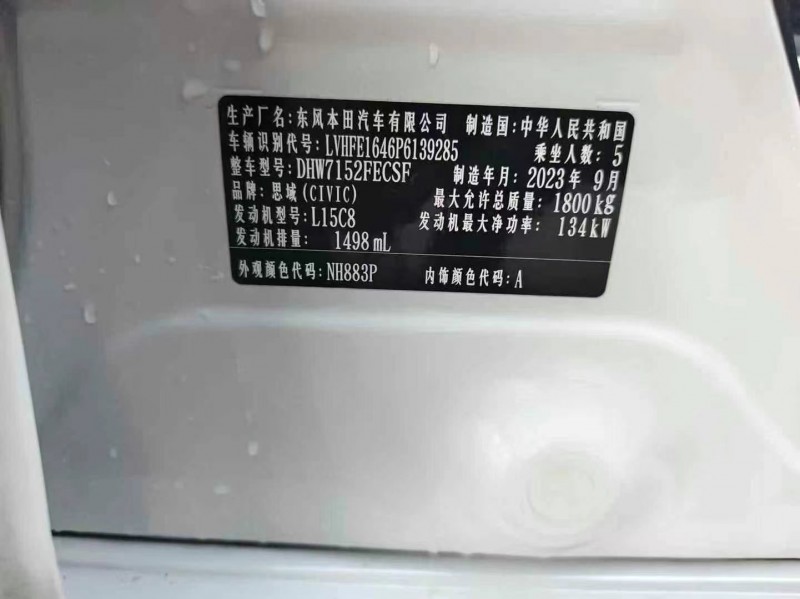 生产厂名：东风本田汽车有限公司 制造国：中华人民共和国
车辆识别代号：LVHFE1646P6139285 乘坐人数：5
整车型号：DHW7152FECSF 制造年月：2023年 9月
品牌：思域(CIVIC) 最大允许总质量：1800kg
发动机型号：L15C8 发动机最大净功率：134kW
发动机排量： 1498mL
外观颜色代码：NH883P 内饰颜色代码：A